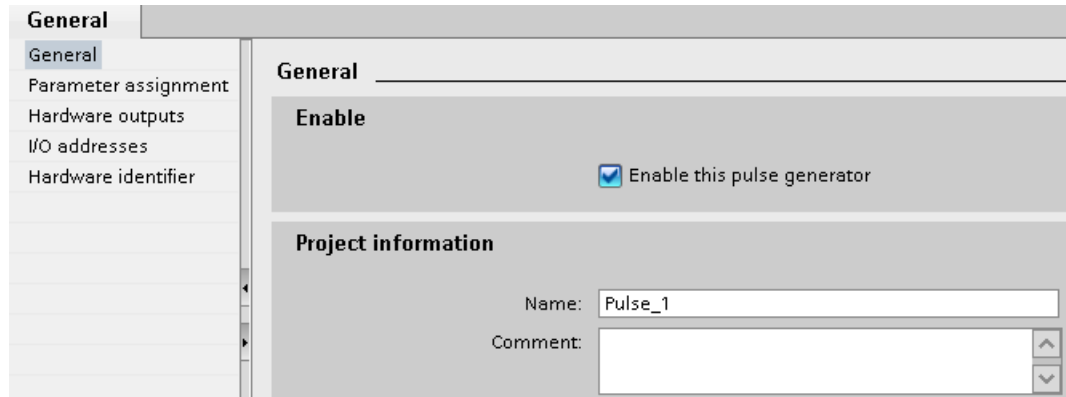 General
General
Parameter assignment
Hardware outputs
I/O addresses
Hardware identifier
General
Enable
Enable this pulse generator
Project information
Name: Pulse_1
Comment: